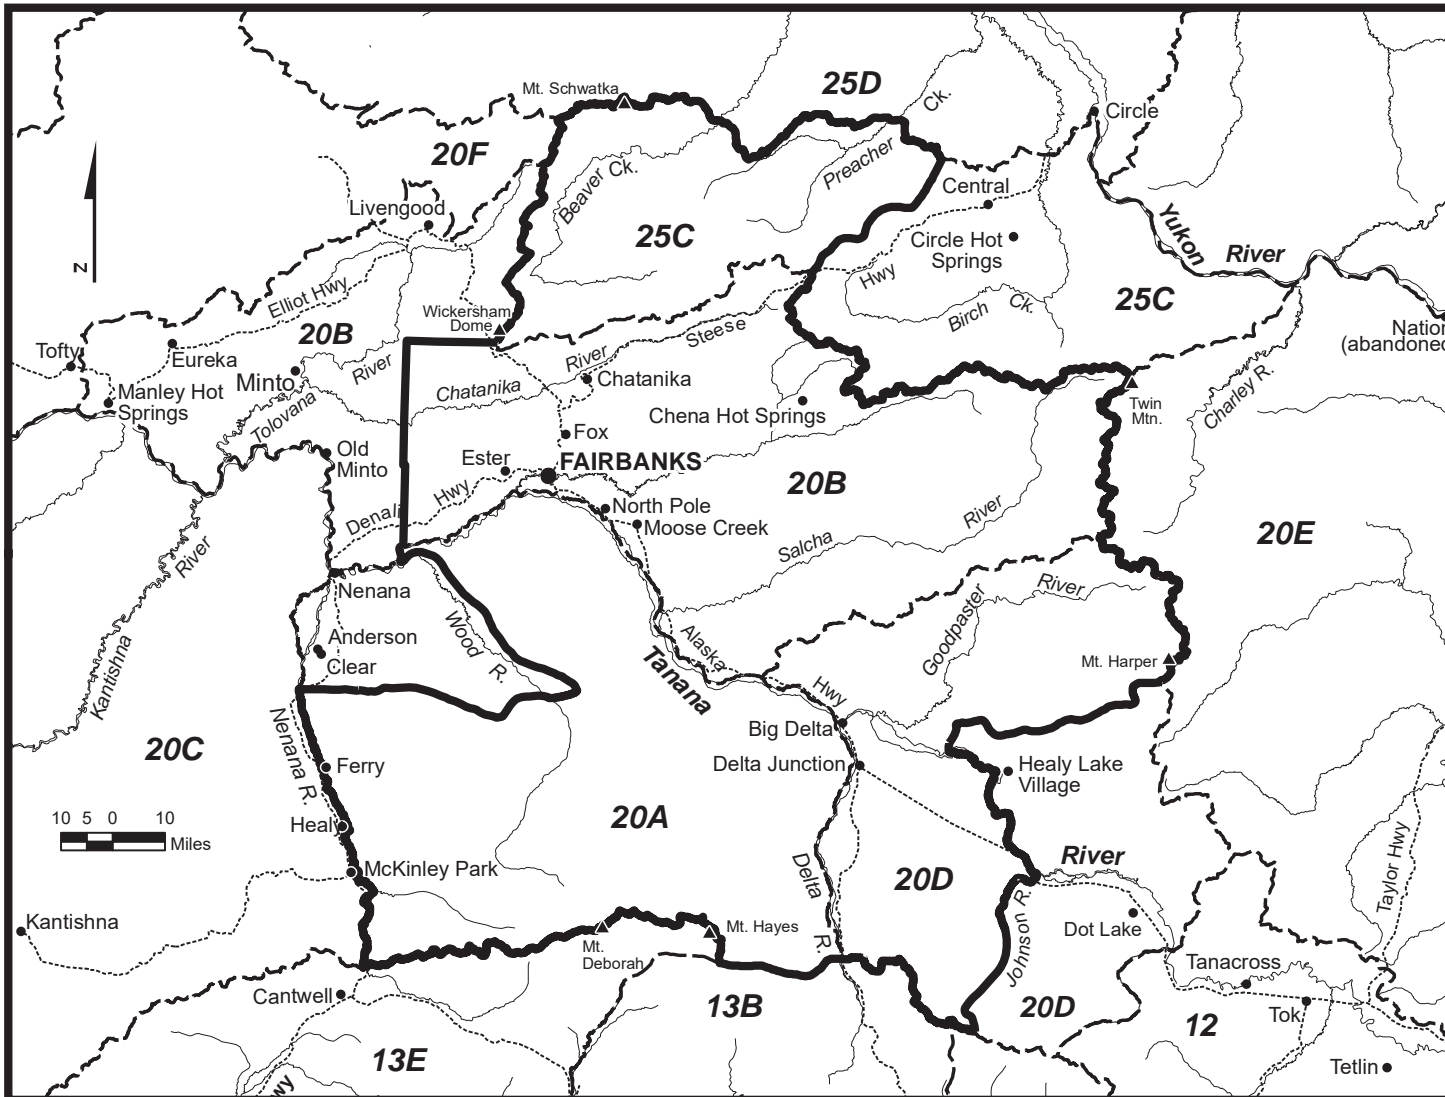 25D
Mt. Schwatka
Circle
Preacher
Ck.
20F
Beaver
Ck.
Central
Livengood
25C
Circle Hot
Springs
Yukon
River
N
Elliot Hwy
Hwy
Wickersham
Dome
Birch
Ck.
25C
20B
Steese
River
Tofty
Eureka
Minto
River
Manley Hot
Springs
Chatanika
Chatanika
Chena Hot Springs
Twin
Mtn.
Charley R.
(abandoned
Tolovana
Old
Minto
Fox
Ester
FAIRBANKS
20B
Hwy
Denali
North Pole
Moose Creek
Salcha
River
20E
River
Kantishna
Nenana
Wood
R.
Goodpaster
River
Anderson
Clear
Alaska
Hwy
Tanana
Mt. Harper
Nenana R.
20C
Big Delta
Delta Junction
Healy Lake
Village
Ferry
10 5 0 10
Miles
Healy
20A
Taylor Hwy
McKinley Park
Delta
R.
20D
River
Johnson R.
Dot Lake
Kantishna
Mt.
Deborah
Mt. Hayes
Tanacross
Cantwell
13B
20D
12
Tok
13E
Tetlin